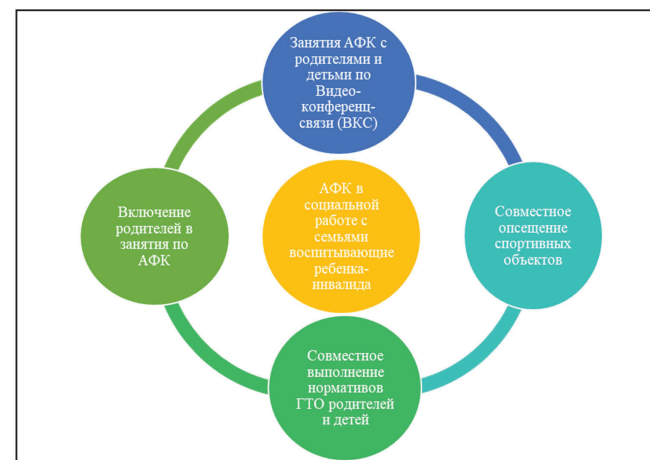 Занятия АФК с
родителями и
детьми по
Видео-
конференц-
связи (ВКС)
Включение
родителей в
занятия по
АФК
АФК в
социальной
работе с
семьями
воспитывающие
ребенка-
инвалида
Совместное
опсещение
спортивных
объектов
Совместное
выполнение
нормативов
ГТО родителей
и детей